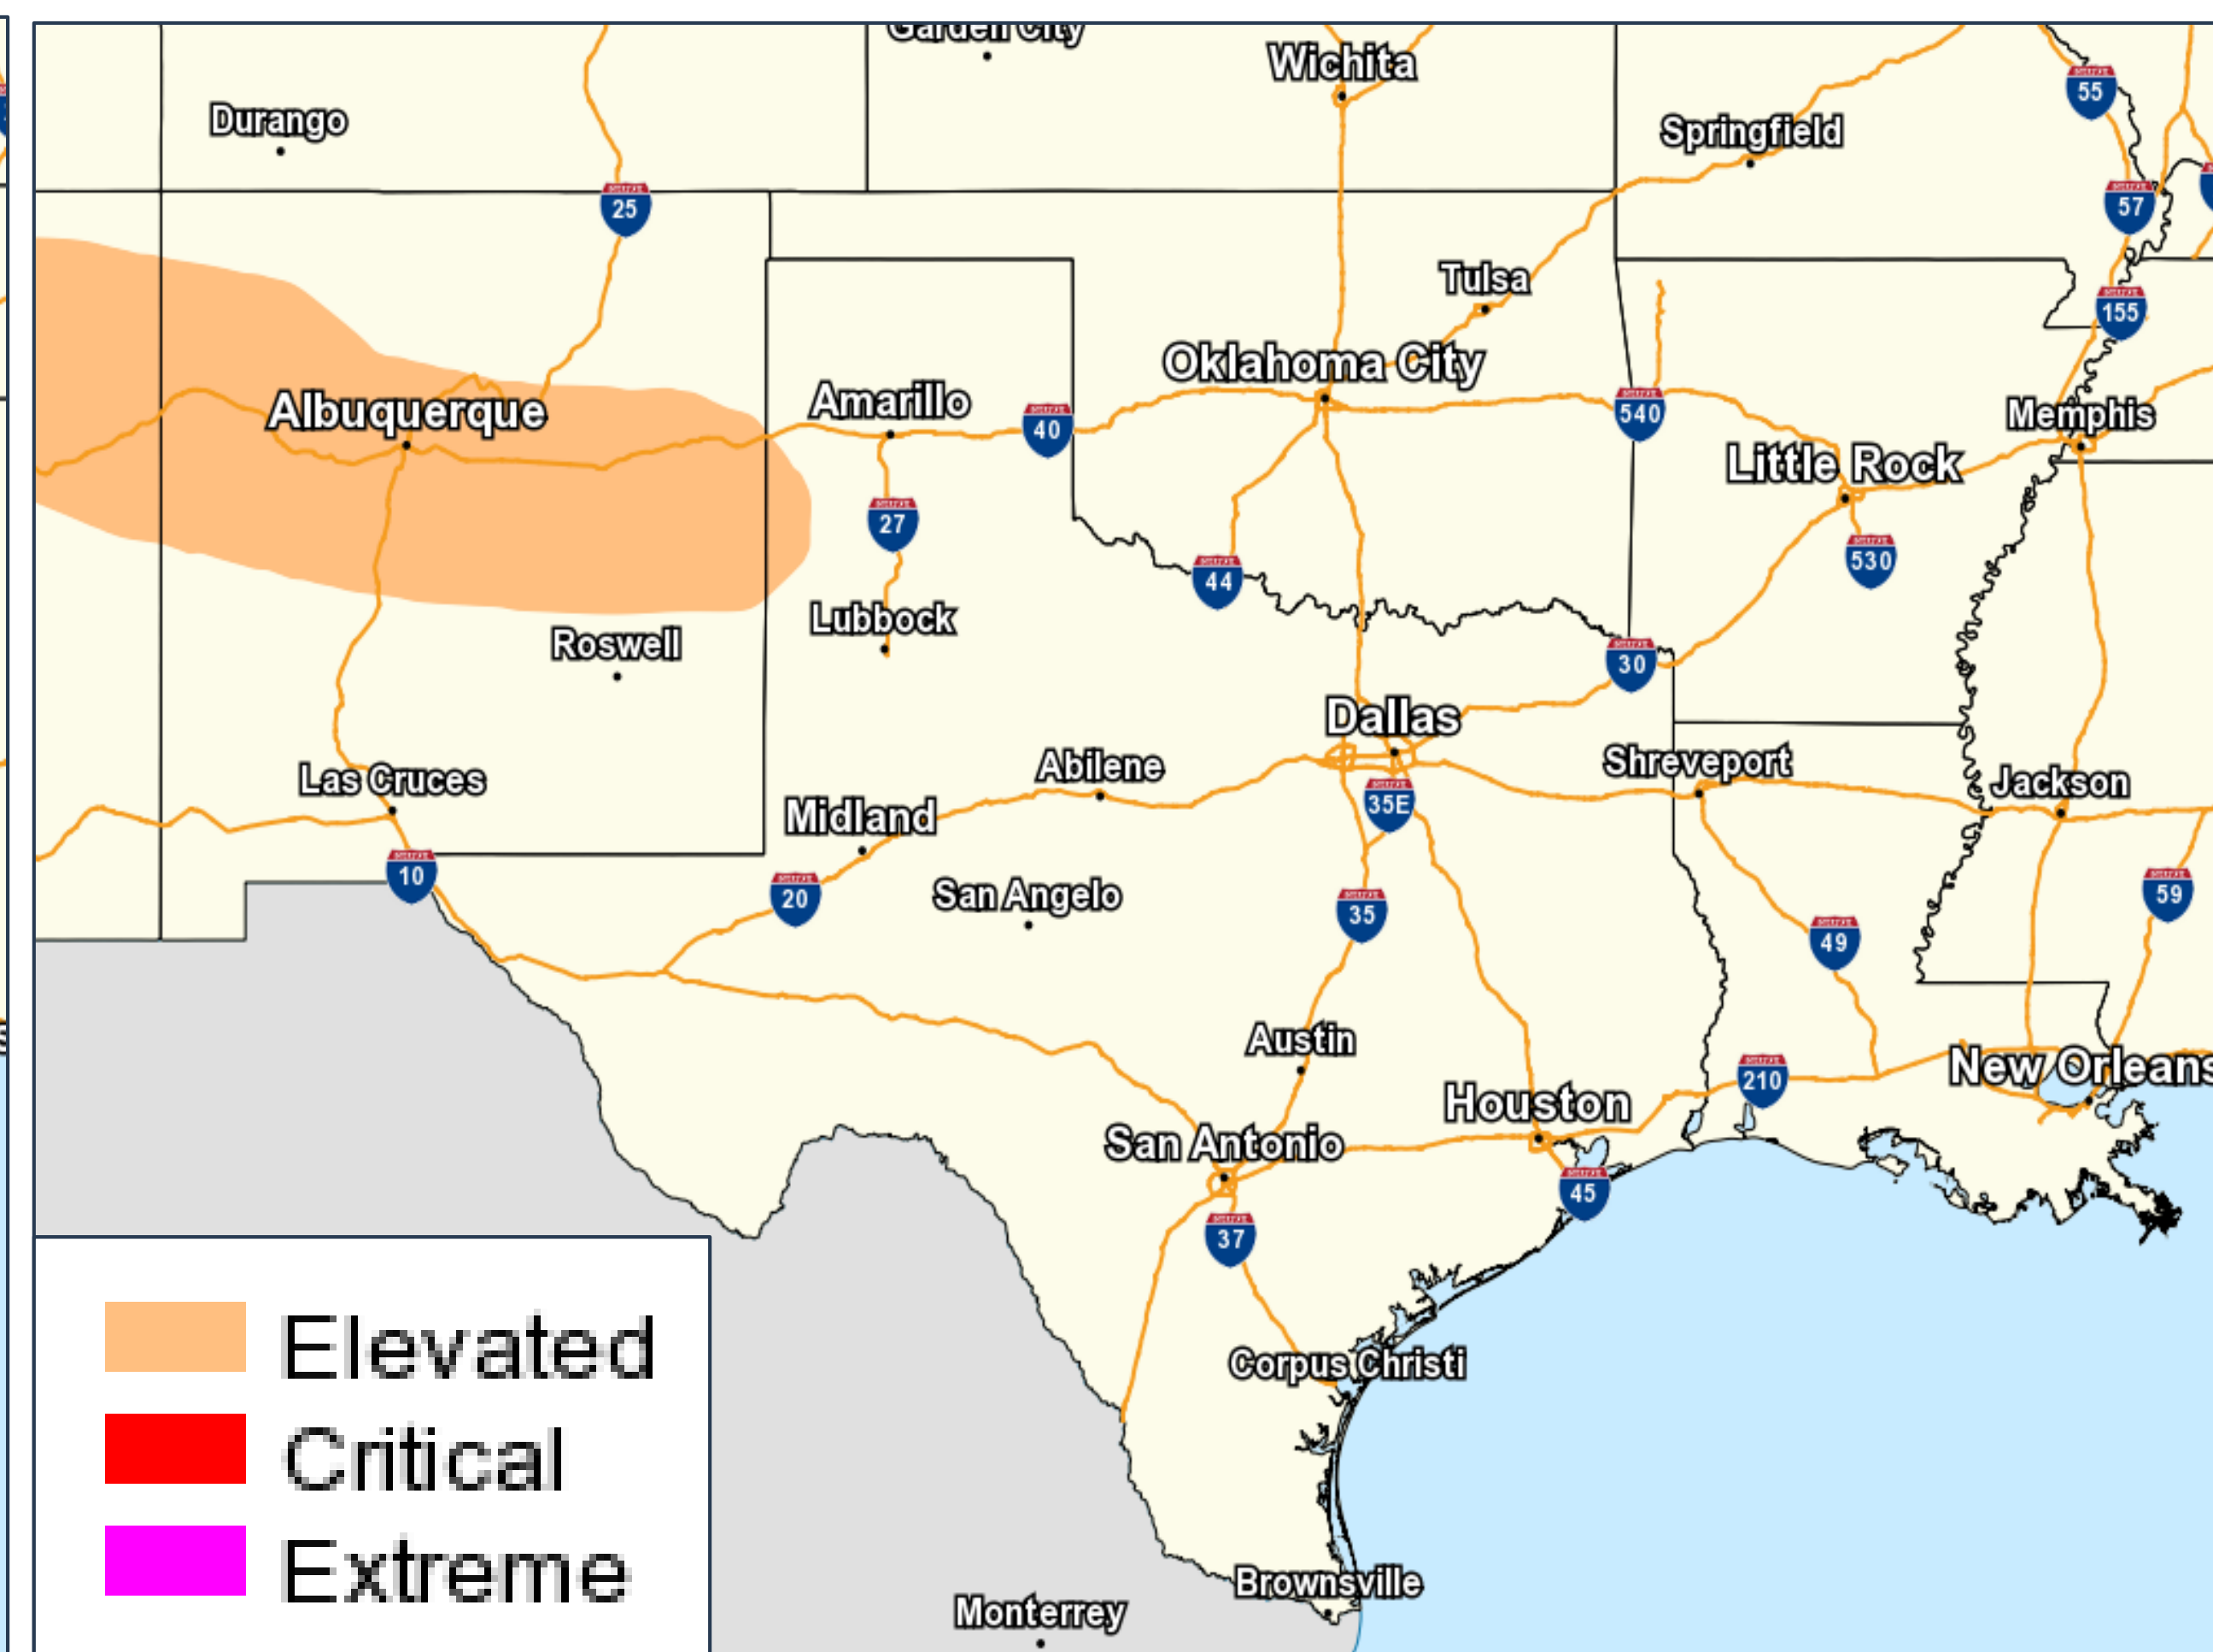 Garden City
Wichita
55
Durango
Springfield
57
25
Tulsa
155
Oklahoma City
Albuquerque
Amarillo
40
540
Memphis
Little Rock
27
530
44
Lubbock
Roswell
30
Dallas
Abilene
Shreveport
Las Cruces
Jackson
35E
Midland
10
20
San Angelo
35
59
49
Austin
New Orleans
210
Houston
San Antonio
45
37
Corpus Christi
Elevated
Critical
Extreme
Brownsville
Monterrey